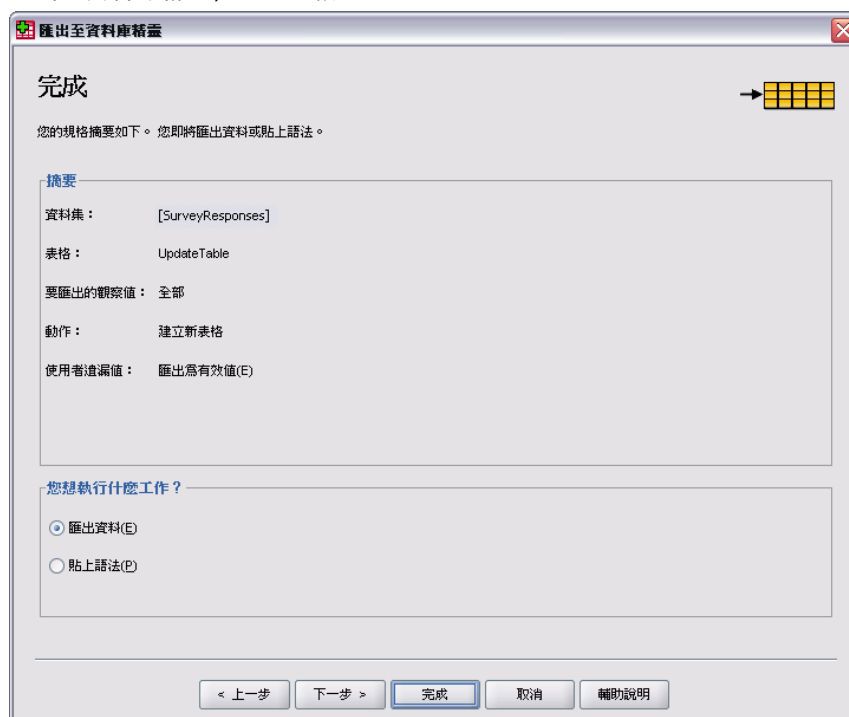 匯出至資料庫精靈
完成
您的規格摘要如下。 您即將匯出資料或貼上語法。
摘要
資料集： [SurveyResponses]
表格： UpdateTable
要匯出的觀察值： 全部
動作： 建立新表格
使用者遺漏值： 匯出為有效值(E)
您想執行什麼工作？
匯出資料(E)
貼上語法(P)
< 上一步 下一步 > 完成 取消 輔助說明